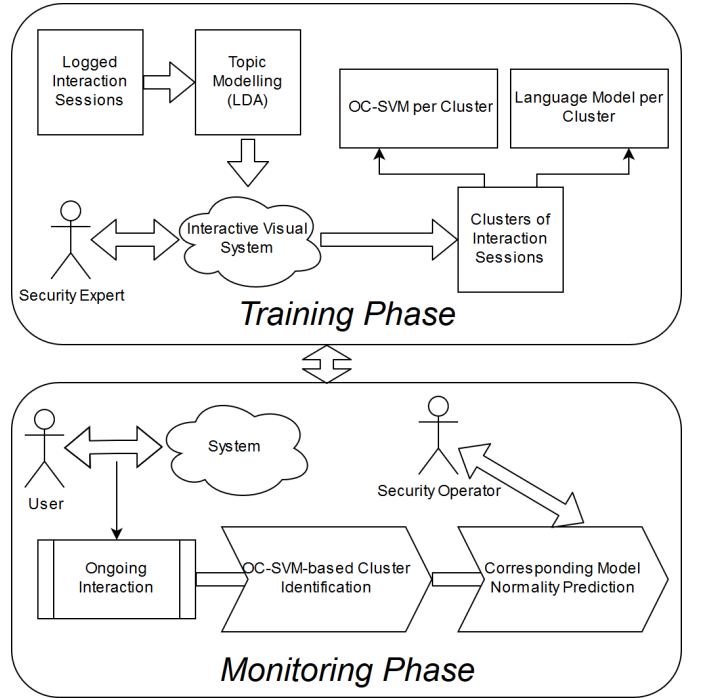 Logged
Interaction
Sessions
Topic
Modelling
(LDA)
OC-SVM per Cluster
Language Model per
Cluster
Security Expert
Interactive Visual
System
Clusters of
Interaction
Sessions
Training Phase
User
System
Security Operator
Ongoing
Interaction
OC-SVM-based Cluster
Identification
Corresponding Model
Normality Prediction
Monitoring Phase